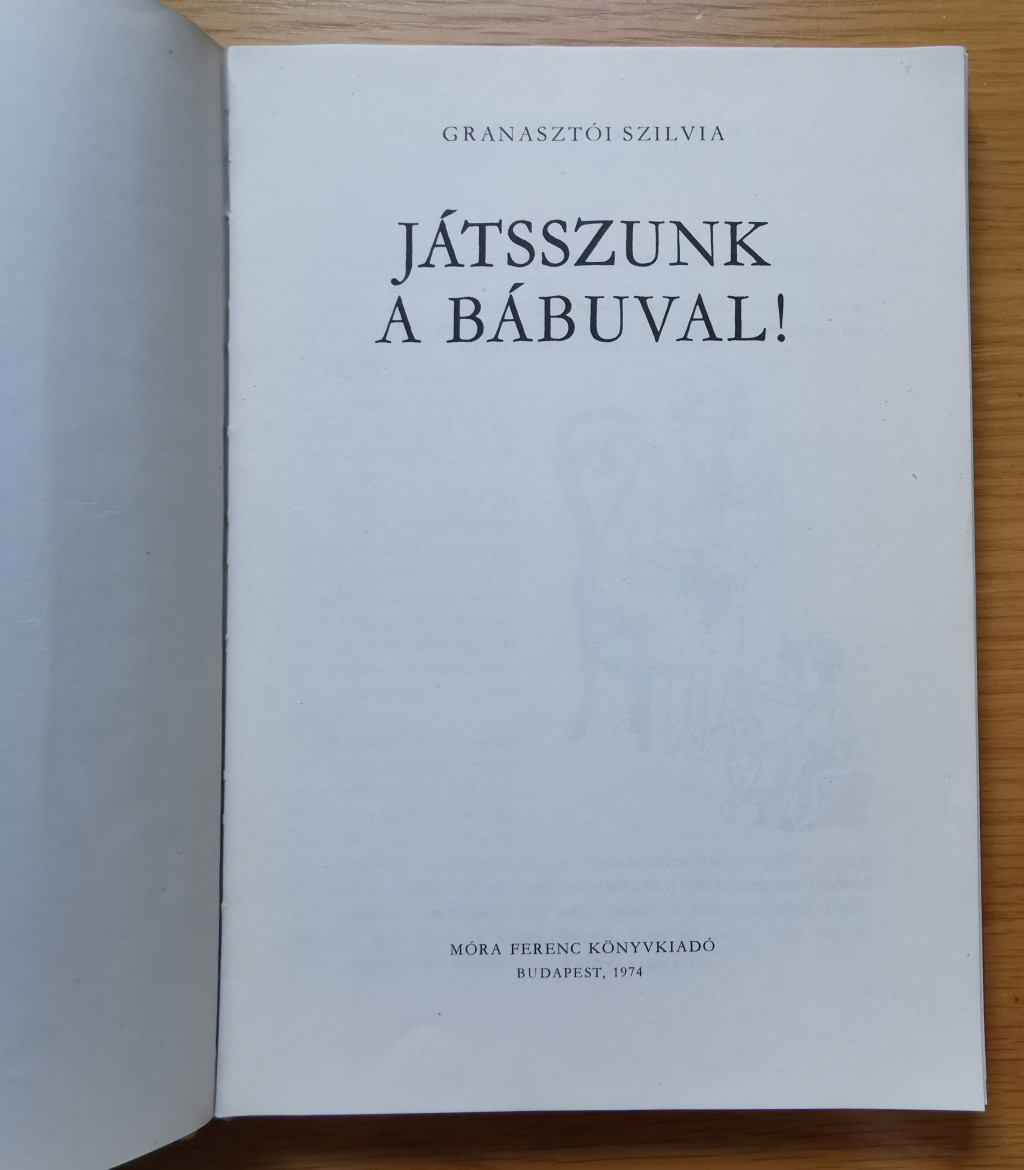 GRANASZTÓI SZILVIA
JÁTSSZUNK
A BÁBUVAL!
MÓRA FERENC KÖNYVKIADÓ
BUDAPEST, 1974